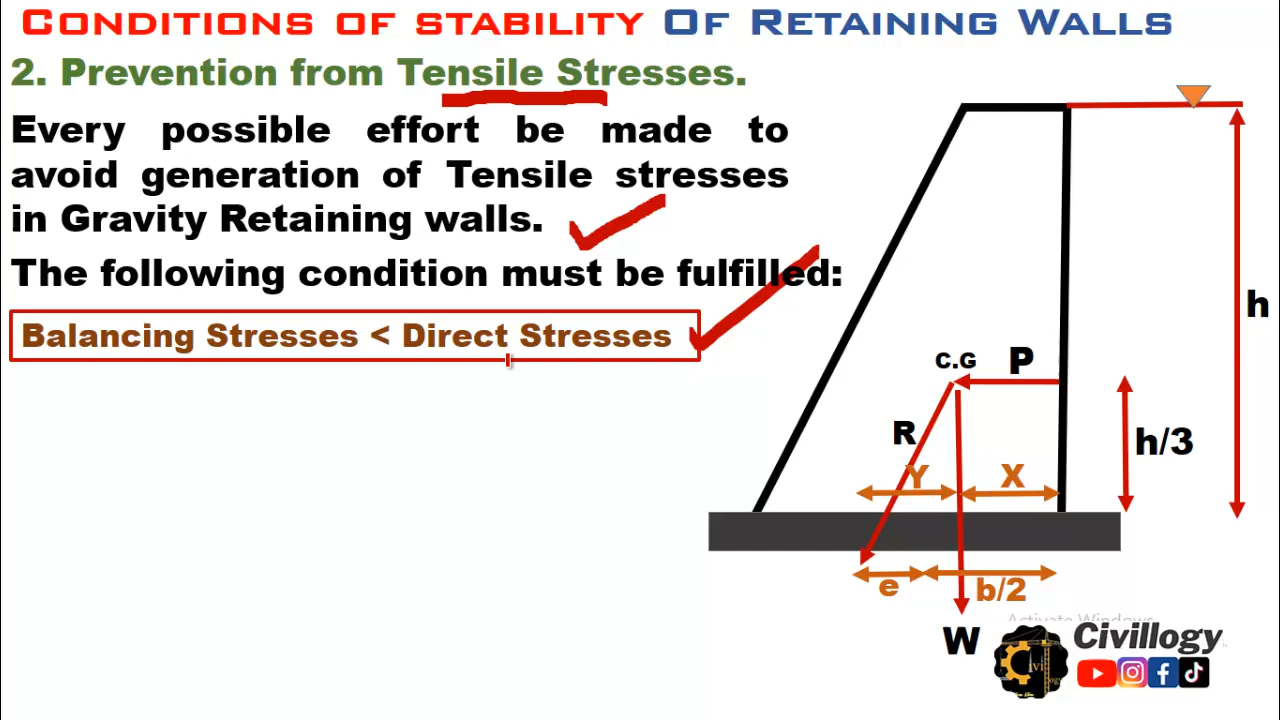 CONDITIONS OF STABILITY OF RETAINING WALLS
2. Prevention from Tensile Stresses.
Every possible effort be made to
avoid generation of Tensile stresses
in Gravity Retaining walls.
The following condition must be fulfilled:
Balancing Stresses < Direct Stresses
h
C.G
P
R
h/3
Y
X
e
b/2
W
Activate Windows
Civillogy